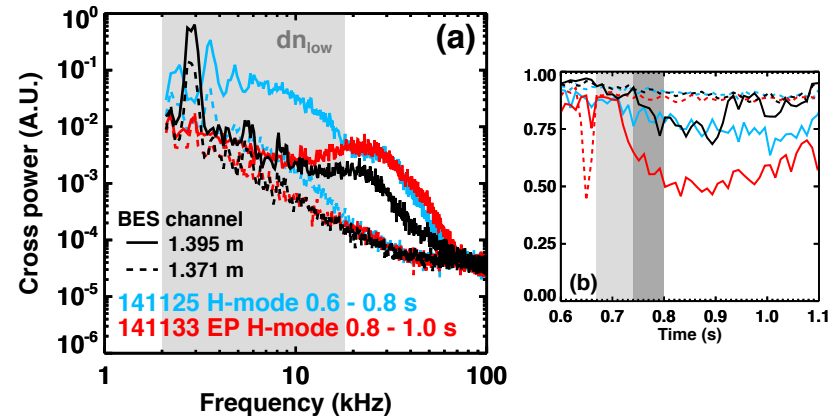 (a)
dn_low
10^0
10^-1
10^-2
10^-3
10^-4
10^-5
10^-6
Cross power (A.U.)
BES channel
1.395 m
1.371 m
141125 H-mode 0.6 - 0.8 s
141133 EP H-mode 0.8 - 1.0 s
1 10 100
Frequency (kHz)
1.00
0.75
0.50
0.25
0.00
(b)
0.6 0.7 0.8 0.9 1.0 1.1
Time (s)